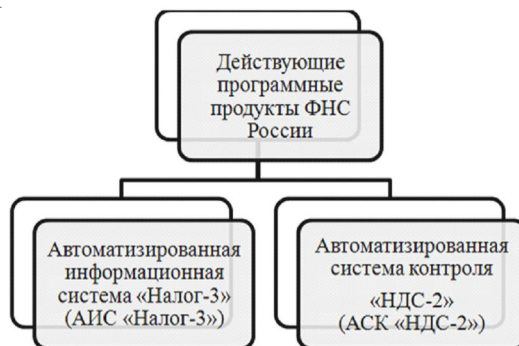 Действующие
программные
продукты ФНС
России
Автоматизированная
информационная
система «Налог-3»
(АИС «Налог-3»)
Автоматизированная
система контроля
«НДС-2»
(АСК «НДС-2»)